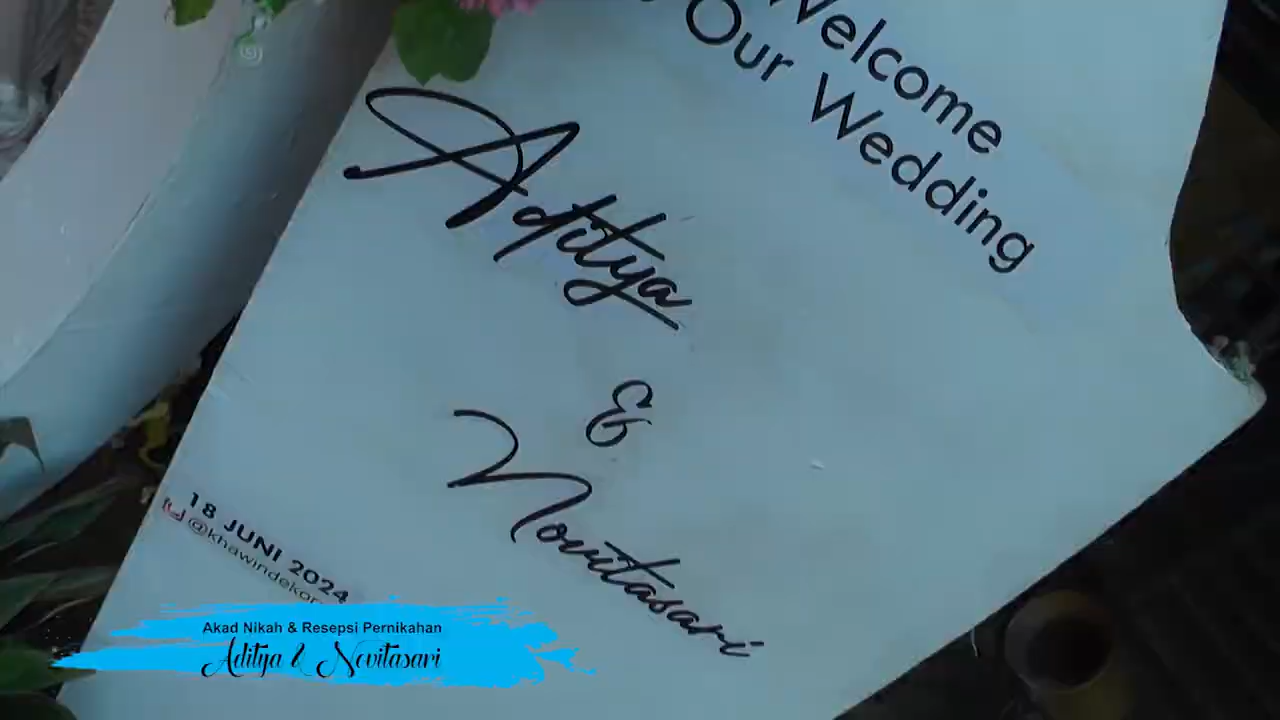 Welcome
Our Wedding
Aditya
&
Novitasari
18 JUNI 2024
@khawindekor
Akad Nikah & Resepsi Pernikahan
Aditya & Novitasari